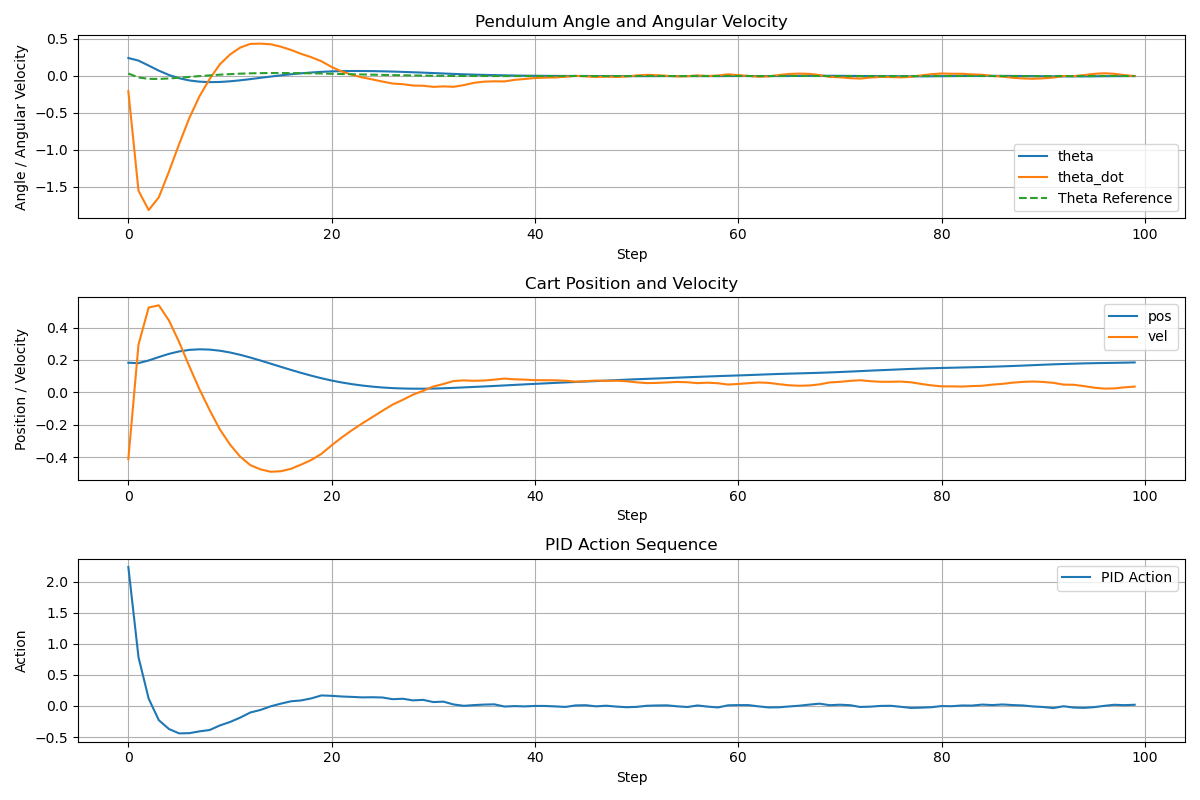 Pendulum Angle and Angular Velocity
Angle / Angular Velocity
0.5
0.0
−0.5
−1.0
−1.5
theta
theta_dot
Theta Reference
0 20 40 60 80 100
Step
Cart Position and Velocity
Position / Velocity
0.4
0.2
0.0
−0.2
−0.4
pos
vel
0 20 40 60 80 100
Step
PID Action Sequence
Action
2.0
1.5
1.0
0.5
0.0
−0.5
PID Action
0 20 40 60 80 100
Step